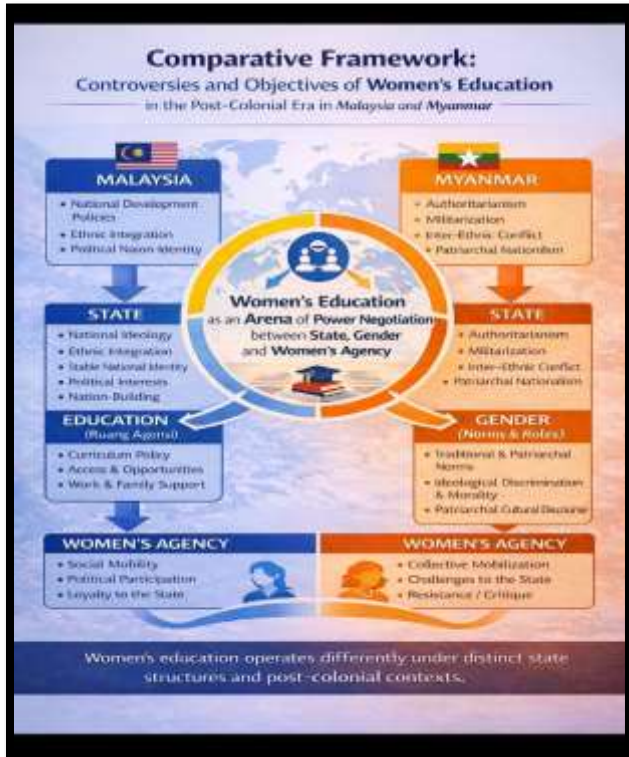 Comparative Framework:
Controversies and Objectives of Women's Education
in the Post-Colonial Era in Malaysia and Myanmar
MALAYSIA
• National Development
Policies
• Ethnic Integration
• Political Identity
STATE
• National Ideology
• Ethnic Integration
• Stable National Identity
• Political Interests
• Nation-Building
EDUCATION
(Ruang Agensi)
• Curriculum Policy
• Access & Opportunities
• Work & Family Support
WOMEN'S AGENCY
• Social Mobility
• Political Participation
• Loyalty to the State
Women's Education
as an Arena of Power Negotiation
between State, Gender
and Women's Agency
MYANMAR
• Authoritarianism
• Militarization
• Inter-Ethnic Conflict
• Patriarchal Nationlism
STATE
• Authoritarianism
• Militarization
• Inter-Ethnic Conflict
• Patriarchal Nationalism
GENDER
(Norms & Roles)
• Traditional & Patriarchal
Norms
• Ideological Discrimination
& Morality
• Patriarchal Cultural
WOMEN'S AGENCY
• Collective Mobilization
• Challenges to the State
• Resistance / Critique
Women's education operates differently under distinct state
structures and post-colonial contexts.